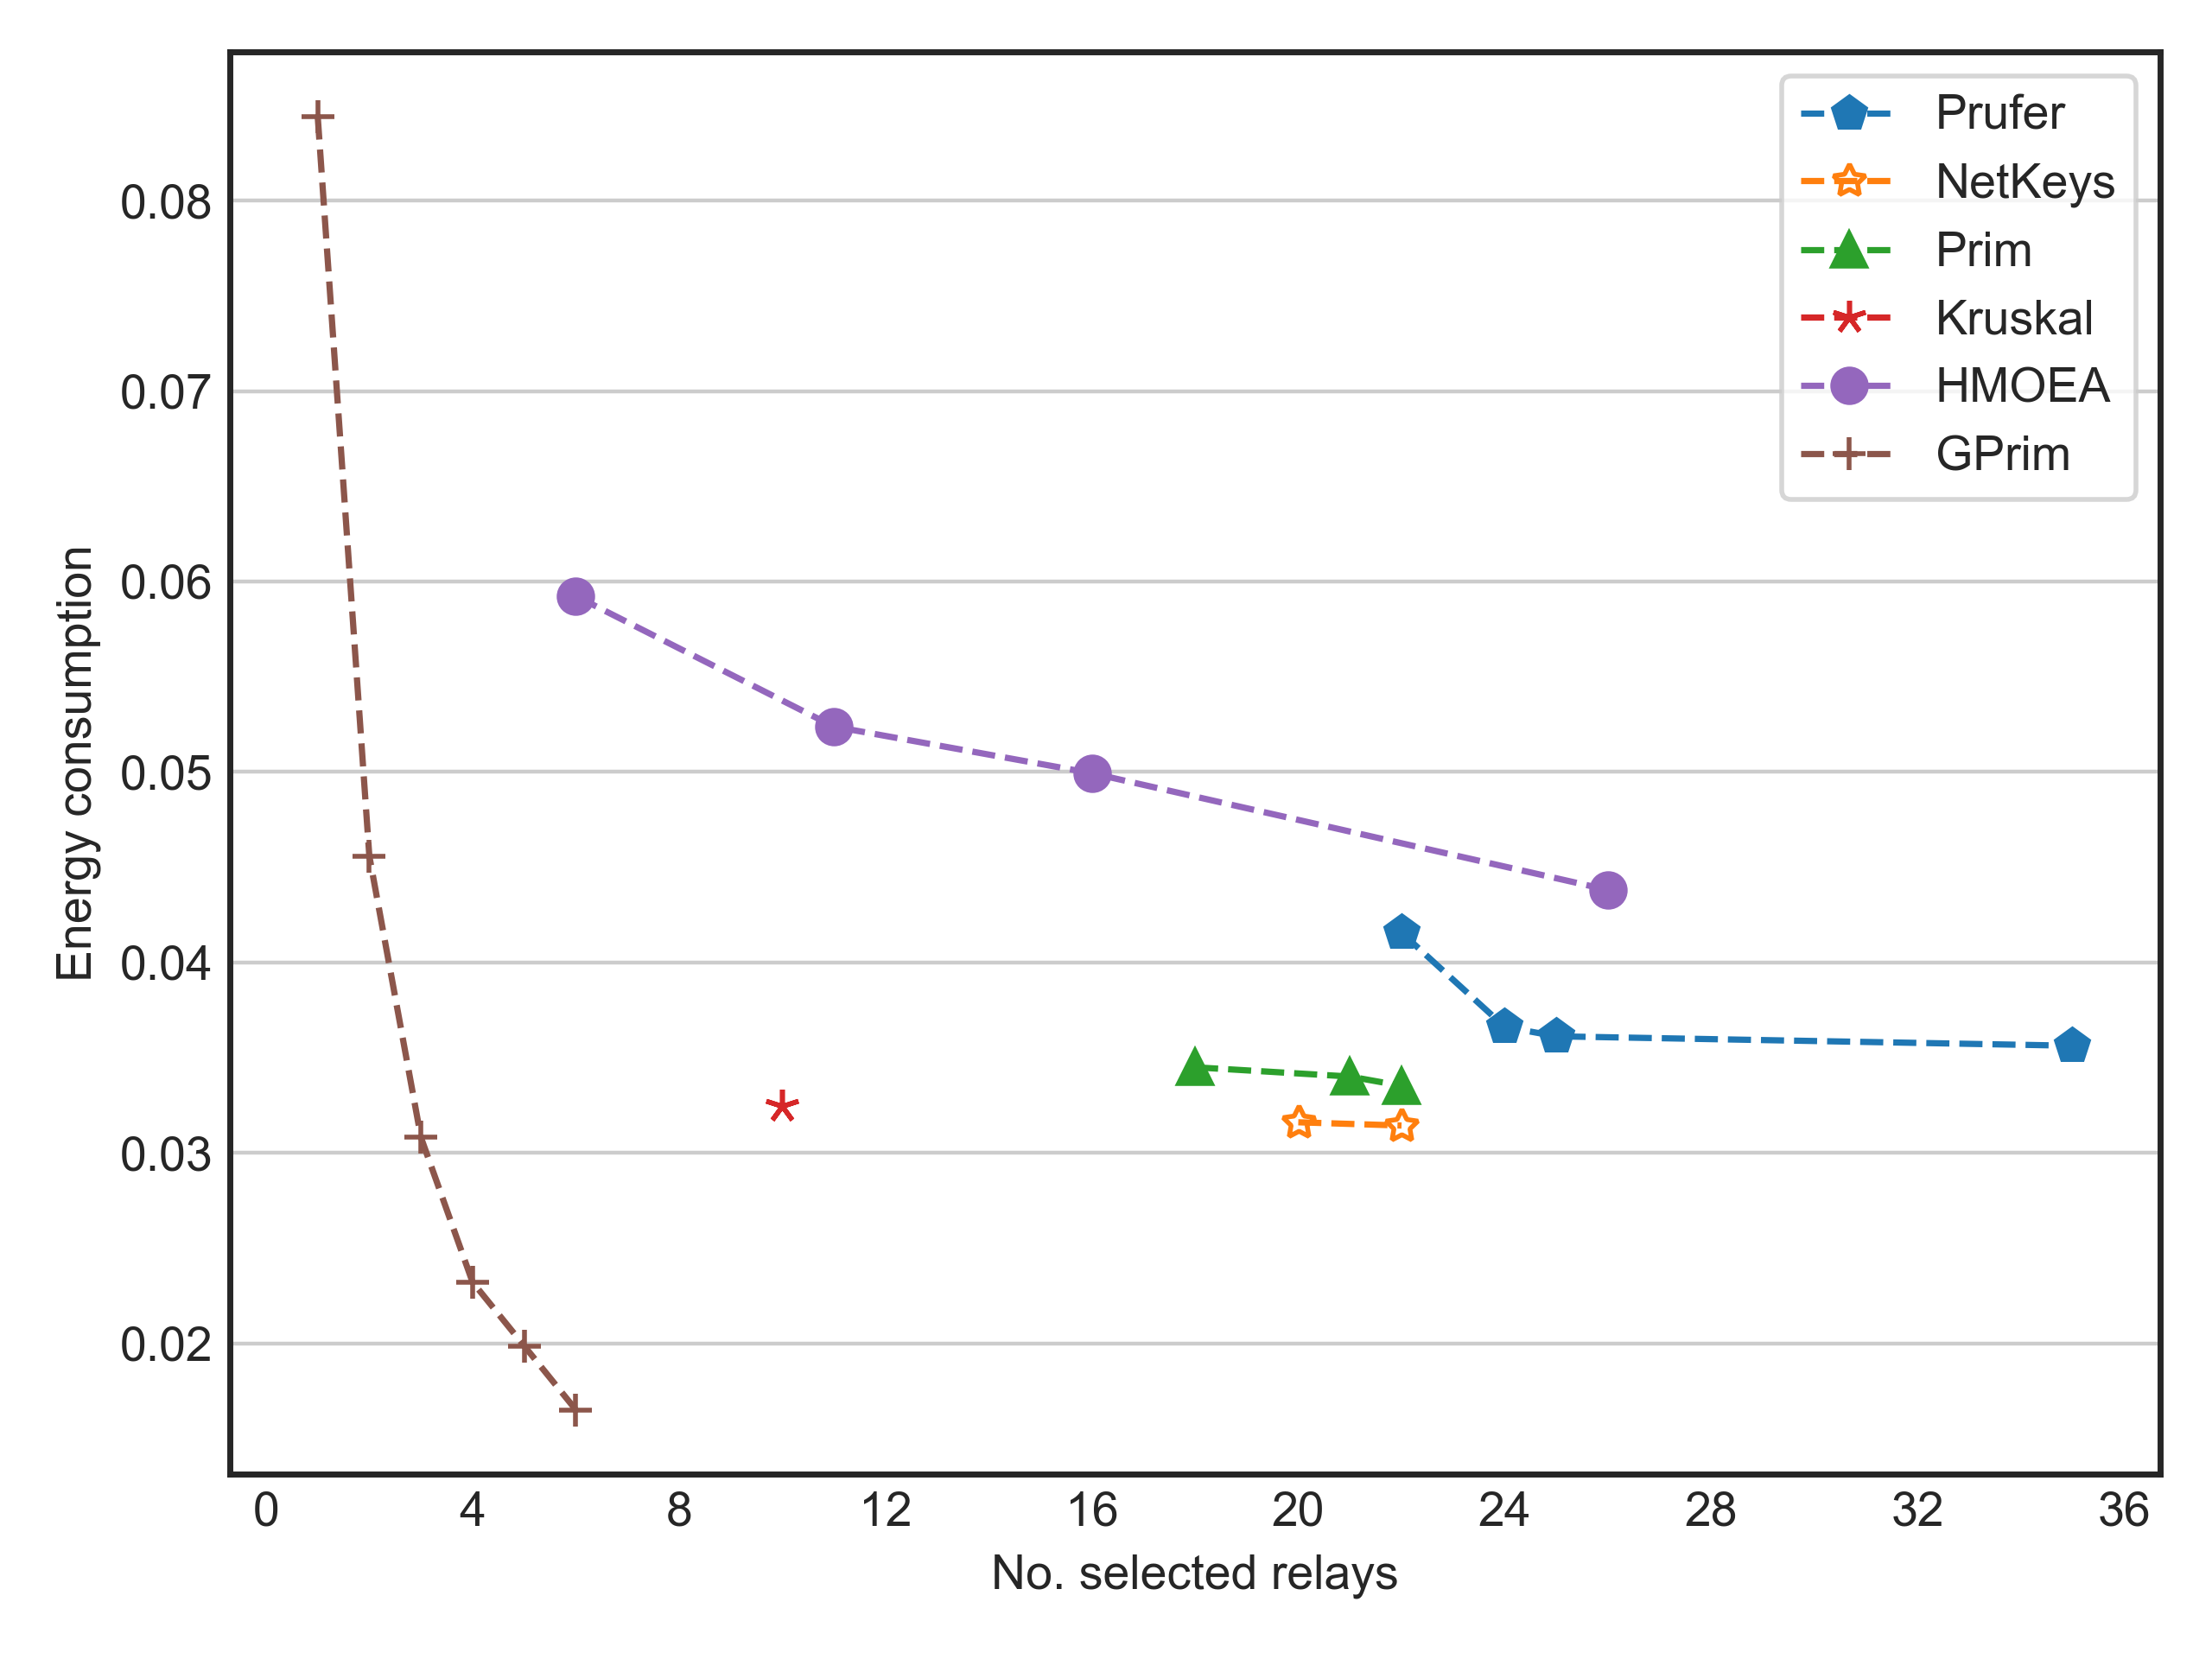 Prufer
NetKeys
Prim
Kruskal
HMOEA
GPrim
Energy consumption
0.08
0.07
0.06
0.05
0.04
0.03
0.02
0 4 8 12 16 20 24 28 32 36
No. selected relays